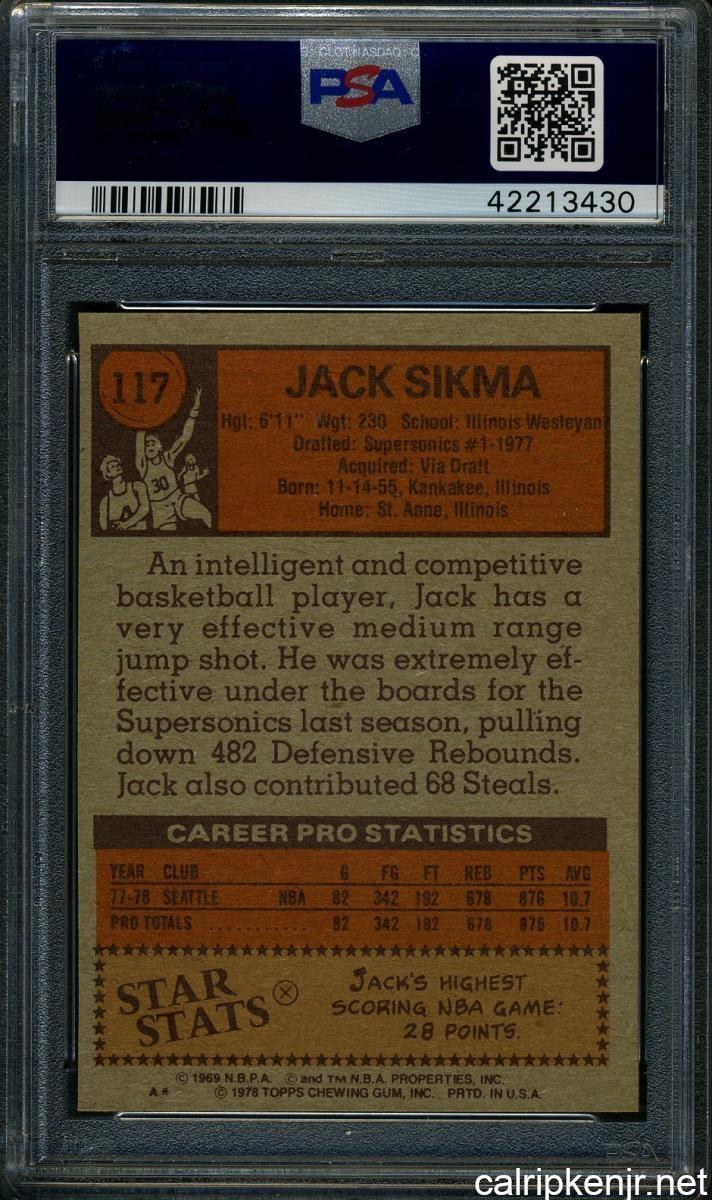 CLCT NASDAQ C
PSA
42213430
117
JACK SIKMA
Hgt: 6'11" Wgt: 230 School: Illinois Wesleyan
Drafted: Supersonics #1-1977
Acquired: Via Draft
Born: 11-14-55, Kankakee, Illinois
Home: St. Anne, Illinois
30
An intelligent and competitive
basketball player, Jack has a
very effective medium range
jump shot. He was extremely ef-
fective under the boards for the
Supersonics last season, pulling
down 482 Defensive Rebounds.
Jack also contributed 68 Steals.
CAREER PRO STATISTICS
YEAR CLUB G FG FT REB PTS AVG
77-78 SEATTLE NBA 82 342 192 678 876 10.7
PRO TOTALS ........... 82 342 192 678 876 10.7
STAR
STATS
JACK'S HIGHEST
SCORING NBA GAME:
28 POINTS.
© 1969 N.B.P.A. © and TM N.B.A. PROPERTIES, INC.
A* © 1978 TOPPS CHEWING GUM, INC. PRTD. IN U.S.A.
PSA
calripkenjr.net